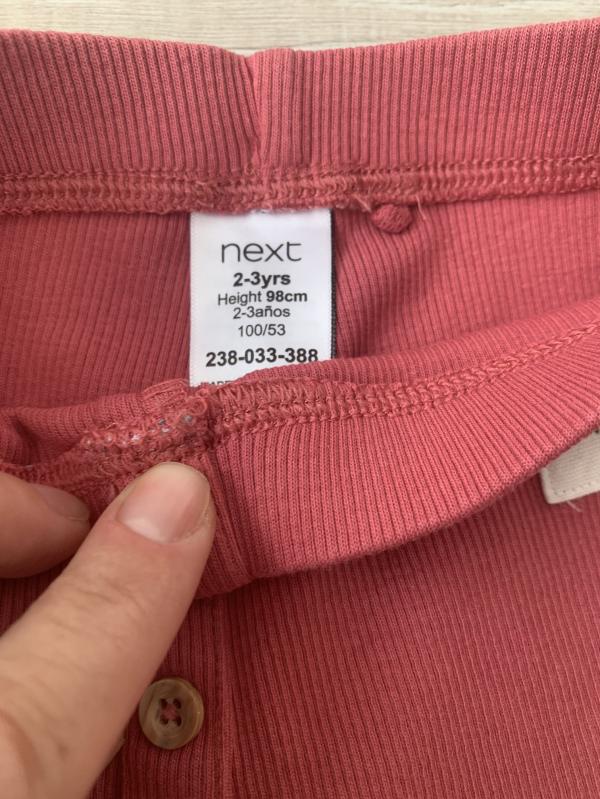 next
2-3yrs
Height 98cm
2-3años
100/53
238-033-388